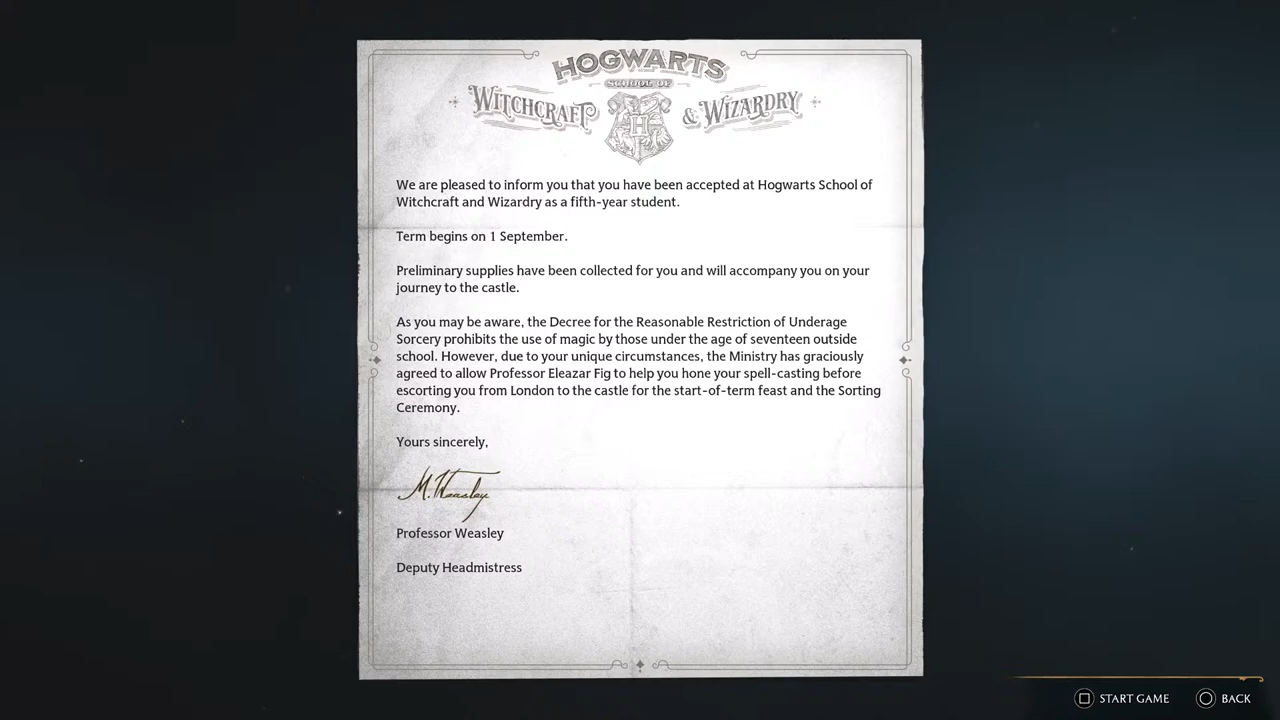 HOGWARTS
SCHOOL OF
WITCHCRAFT & WIZARDRY
H
We are pleased to inform you that you have been accepted at Hogwarts School of
Witchcraft and Wizardry as a fifth-year student.
Term begins on 1 September.
Preliminary supplies have been collected for you and will accompany you on your
journey to the castle.
As you may be aware, the Decree for the Reasonable Restriction of Underage
Sorcery prohibits the use of magic by those under the age of seventeen outside
school. However, due to your unique circumstances, the Ministry has graciously
agreed to allow Professor Eleazar Fig to help you hone your spell-casting before
escorting you from London to the castle for the start-of-term feast and the Sorting
Ceremony.
Yours sincerely,
M. Weasley
Professor Weasley
Deputy Headmistress
START GAME
BACK